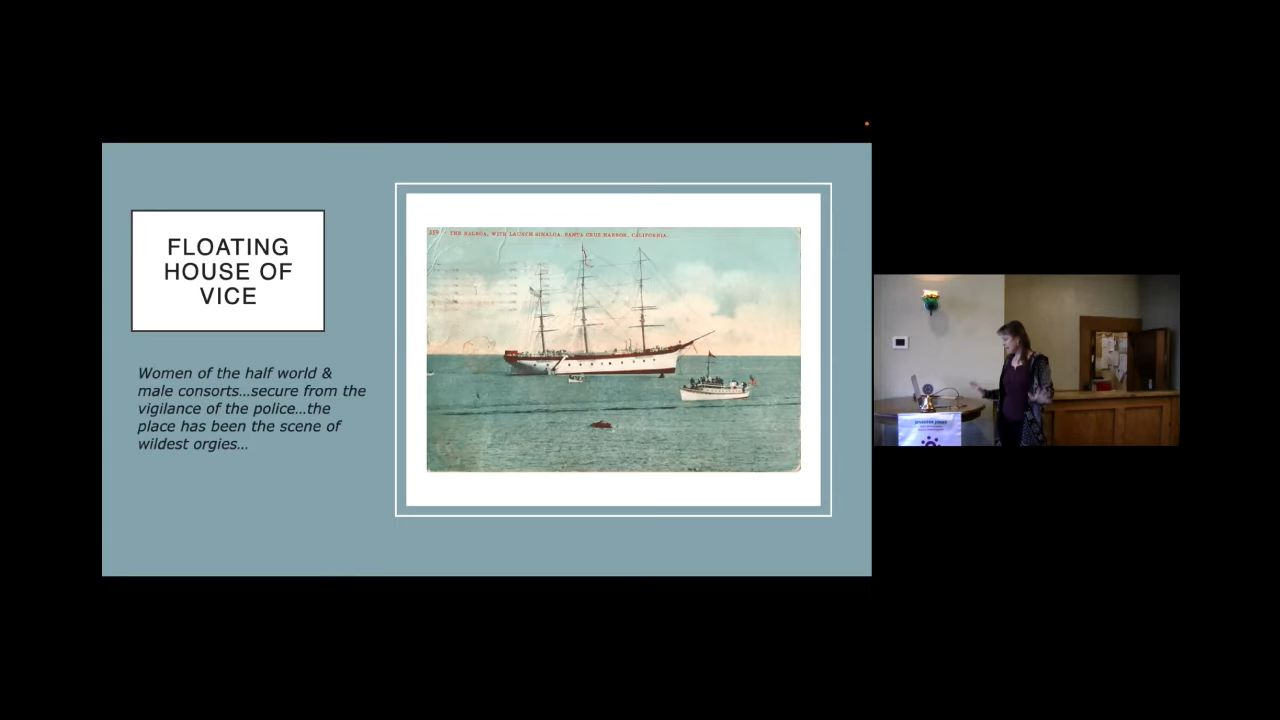 FLOATING
HOUSE OF
VICE
Women of the half world &
male consorts...secure from the
vigilance of the police...the
place has been the scene of
wildest orgies...
THE BALBOA, WITH LAUNCH SINALOA, SANTA CRUZ HARBOR, CALIFORNIA.